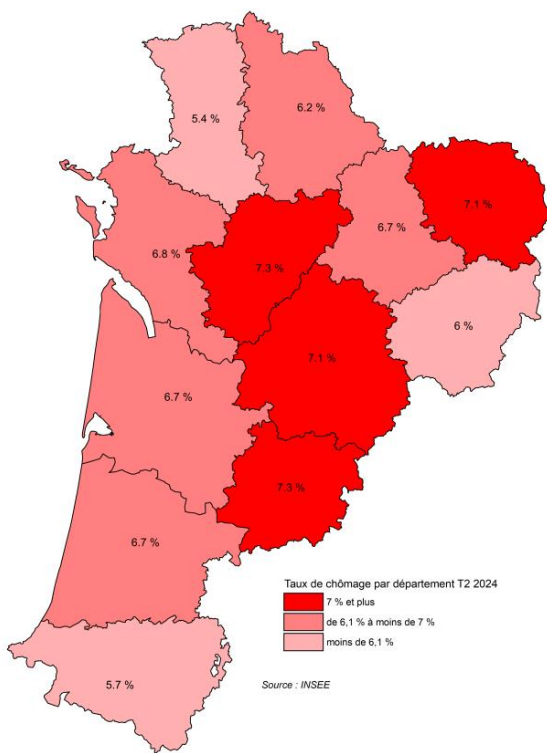 6.2 %
5.4 %
7.1 %
6.7 %
6.8 %
7.3 %
6 %
7.1 %
6.7 %
7.3 %
6.7 %
5.7 %
Taux de chômage par département T2 2024
7 % et plus
de 6,1 % à moins de 7 %
moins de 6,1 %
Source : INSEE